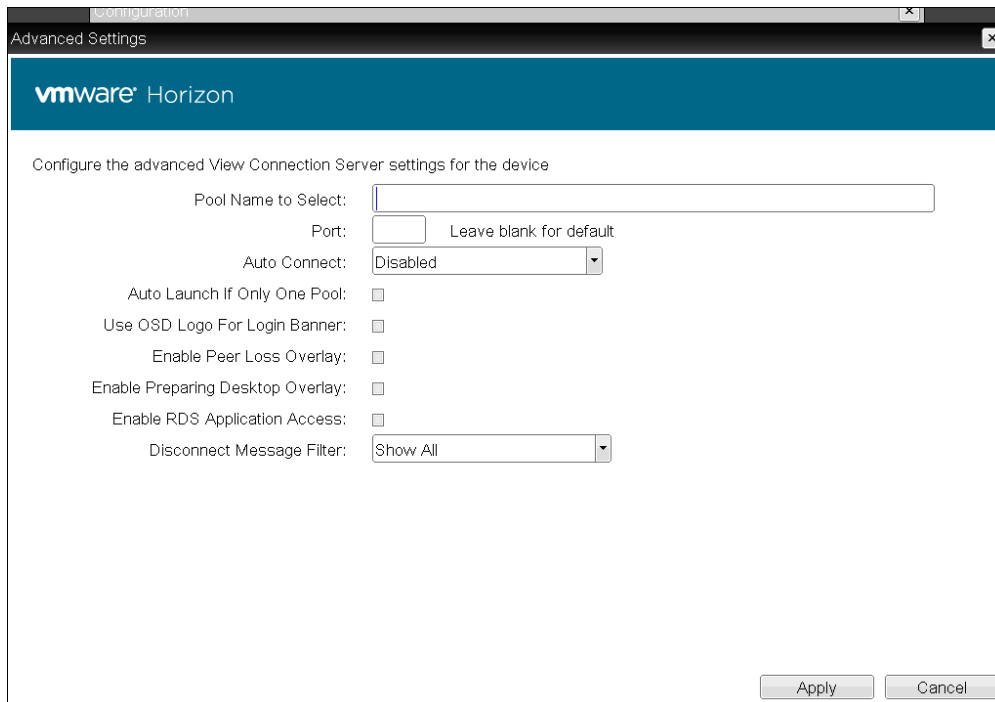 Configuration
Advanced Settings
vmware Horizon
Configure the advanced View Connection Server settings for the device
Pool Name to Select:
Port: Leave blank for default
Auto Connect: Disabled
Auto Launch If Only One Pool:
Use OSD Logo For Login Banner:
Enable Peer Loss Overlay:
Enable Preparing Desktop Overlay:
Enable RDS Application Access:
Disconnect Message Filter: Show All
Apply Cancel